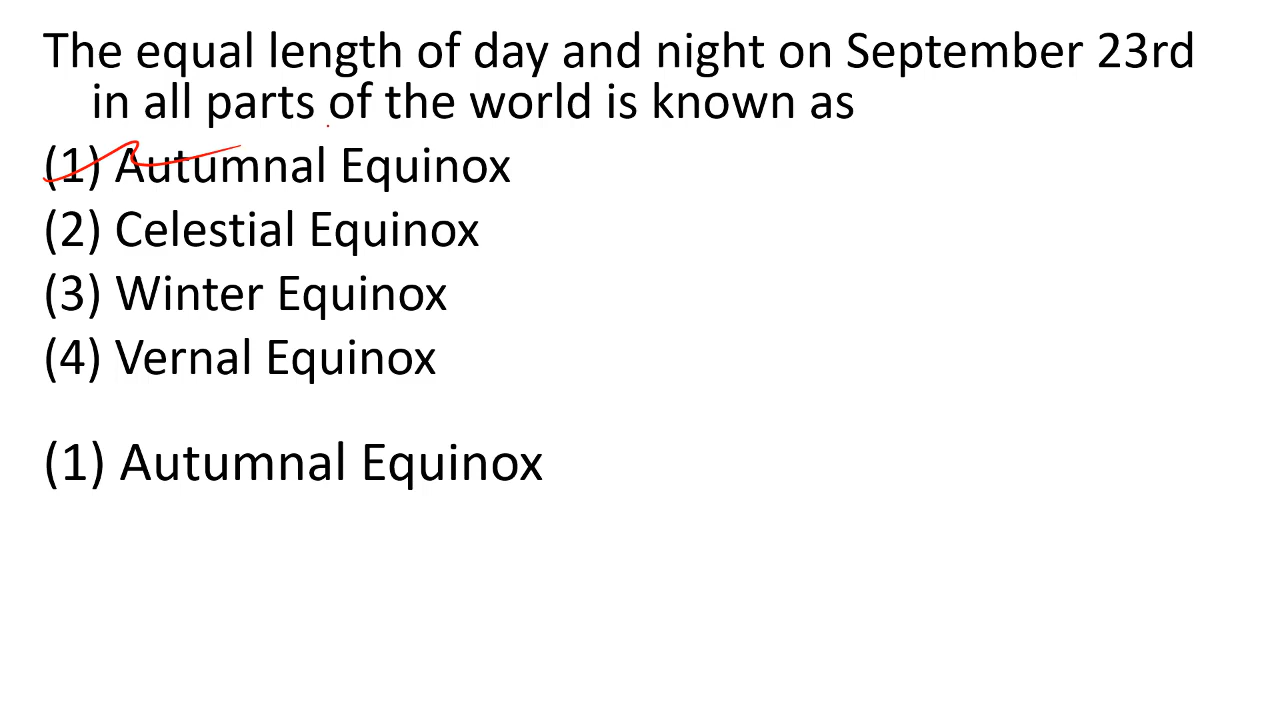 The equal length of day and night on September 23rd
in all parts of the world is known as
(1) Autumnal Equinox
(2) Celestial Equinox
(3) Winter Equinox
(4) Vernal Equinox
(1) Autumnal Equinox